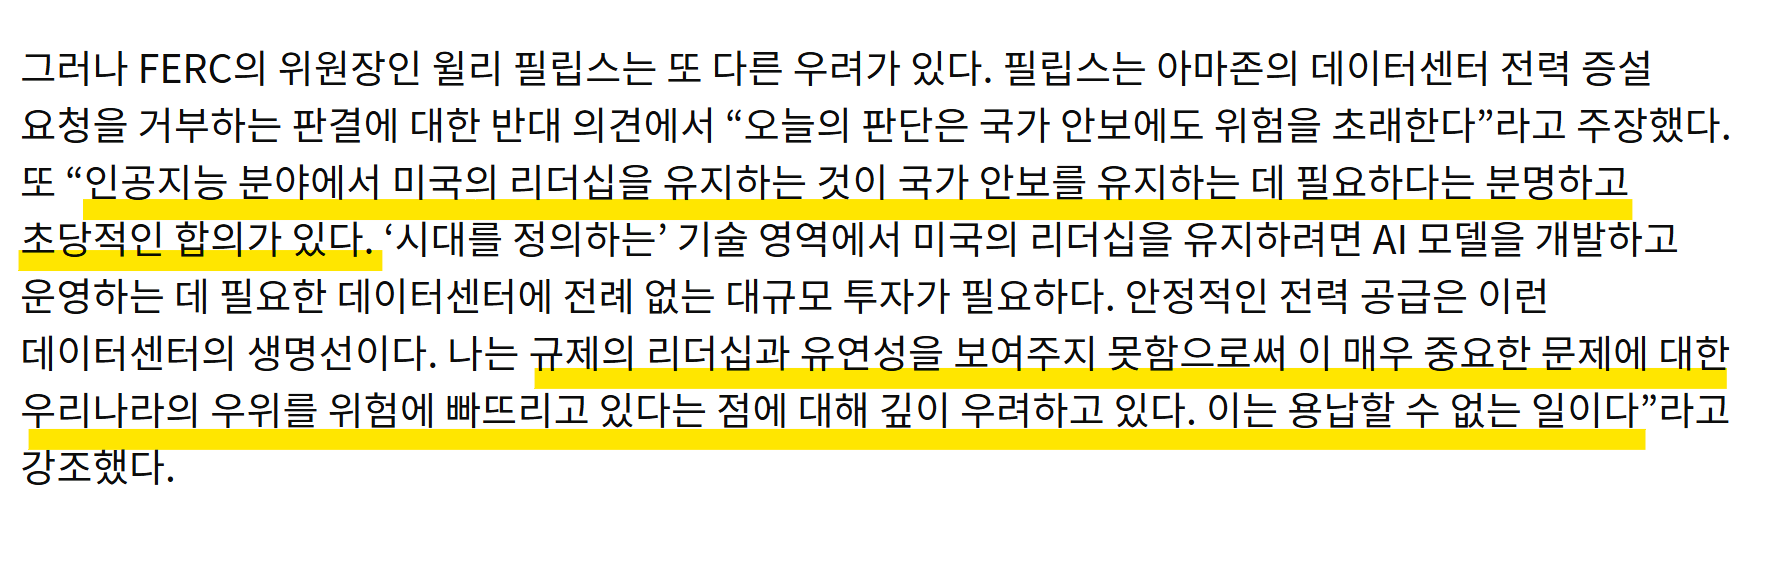 그러나 FERC의 위원장인 윌리 필립스는 또 다른 우려가 있다. 필립스는 아마존의 데이터센터 전력 증설
요청을 거부하는 판결에 대한 반대 의견에서 “오늘의 판단은 국가 안보에도 위험을 초래한다”라고 주장했다.
또 “인공지능 분야에서 미국의 리더십을 유지하는 것이 국가 안보를 유지하는 데 필요하다는 분명하고
초당적인 합의가 있다. ‘시대를 정의하는’ 기술 영역에서 미국의 리더십을 유지하려면 AI 모델을 개발하고
운영하는 데 필요한 데이터센터에 전례 없는 대규모 투자가 필요하다. 안정적인 전력 공급은 이런
데이터센터의 생명선이다. 나는 규제의 리더십과 유연성을 보여주지 못함으로써 이 매우 중요한 문제에 대한
우리나라의 우위를 위험에 빠뜨리고 있다는 점에 대해 깊이 우려하고 있다. 이는 용납할 수 없는 일이다”라고
강조했다.